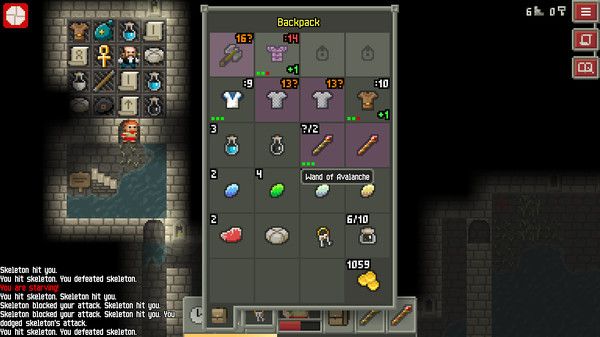 Backpack
6 0
16? :14
+1
:9 13? 13? :10
+1
3 ?/2
Wand of Avalanche
2 4
2 6/10
1059
Skeleton hit you.
You hit skeleton. You defeated skeleton.
You are starving!
You hit skeleton. Skeleton hit you.
Skeleton blocked your attack. Skeleton hit you.
Skeleton blocked your attack. Skeleton hit you. You
dodged skeleton's attack.
You hit skeleton. You defeated skeleton.